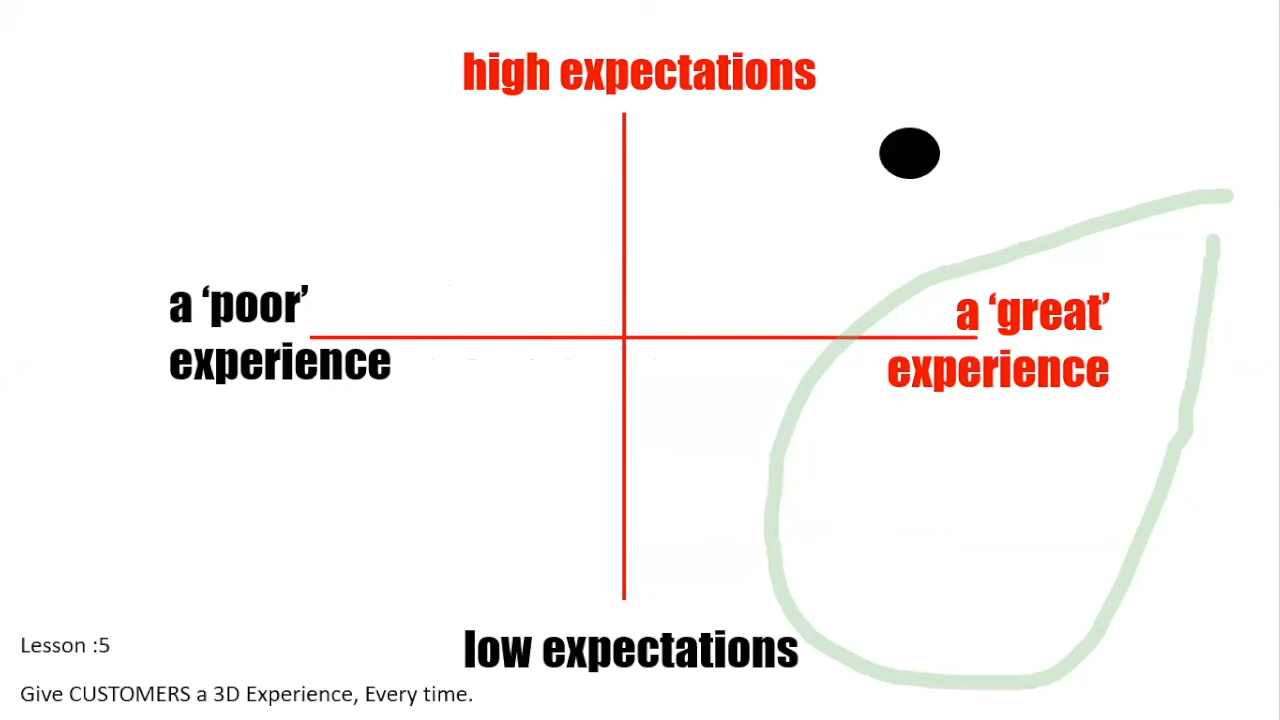 high expectations
a ‘poor’
experience
a ‘great’
experience
low expectations
Lesson :5
Give CUSTOMERS a 3D Experience, Every time.